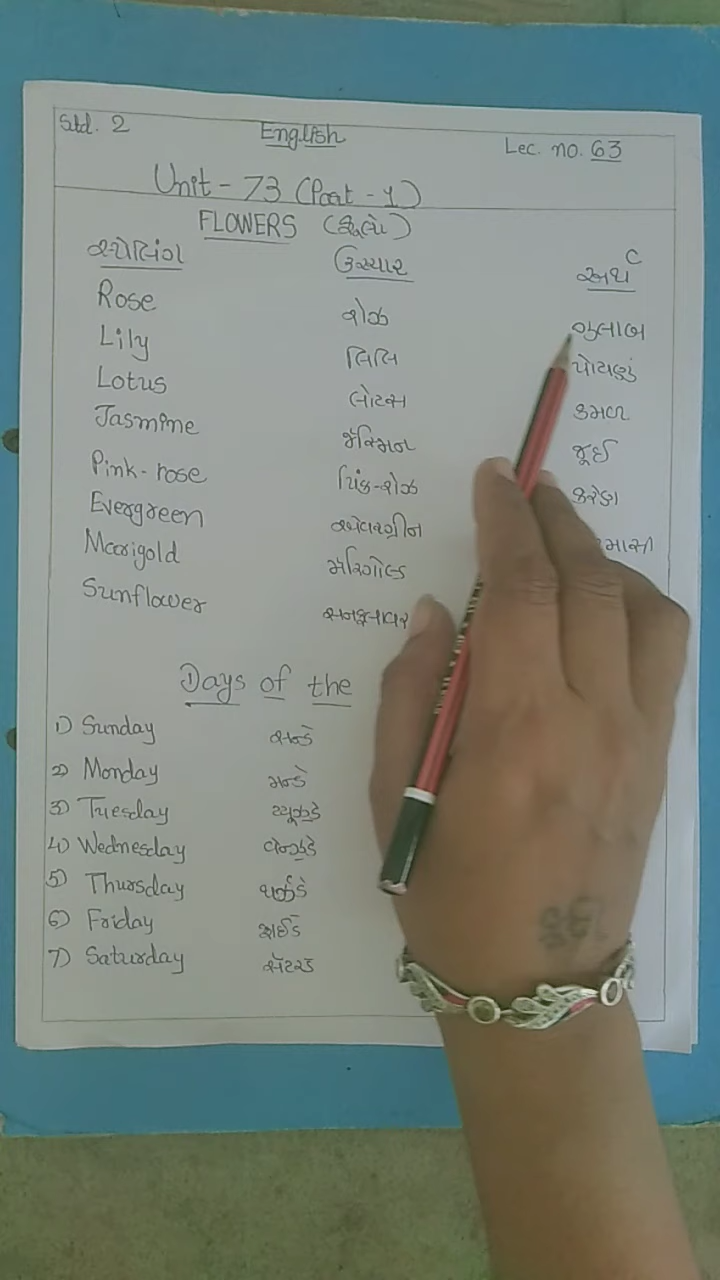 Std. 2 English Lec. no. 63
Unit - 73 (Part - 1)
FLOWERS (ફૂલો)
સ્પેલિંગ ઉચ્ચાર અર્થ
Rose રોઝ ગુલાબ
Lily લિલિ પોયણું
Lotus લોટસ કમળ
Jasmine જૅસ્મિન જૂઈ
Pink-rose પિંક-રોઝ કરેણ
Evergreen એવરગ્રીન માસી
Marigold મૅરિગોલ્ડ
Sunflower સનફ્લાવર
Days of the
1) Sunday સન્ડે
2) Monday મન્ડે
3) Tuesday ટ્યૂઝડે
4) Wednesday વેન્ઝડે
5) Thursday થર્ઝડે
6) Friday ફ્રાઈડે
7) Saturday સૅટરડે